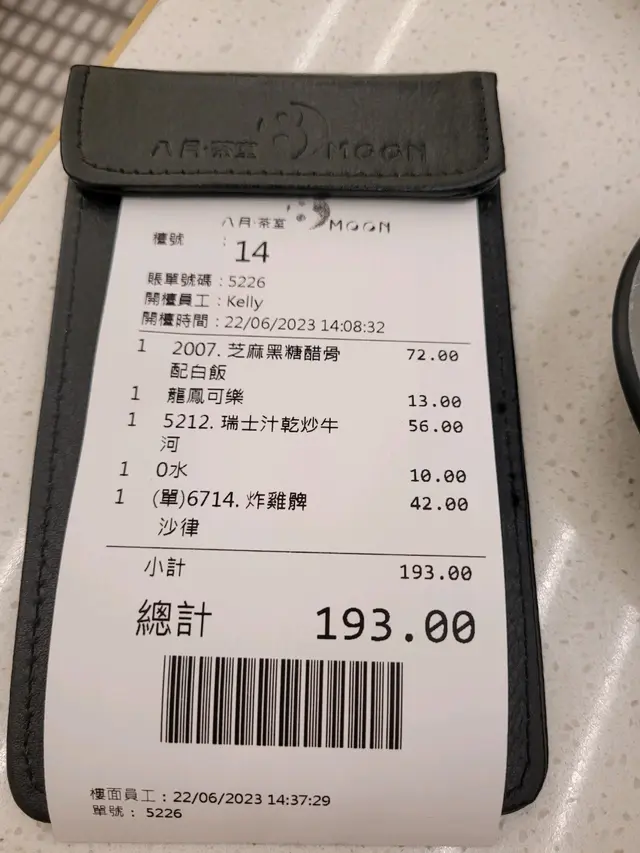 八月·茶室 MOON
八月·茶室 MOON
檯號 : 14
賬單號碼 : 5226
開檯員工 : Kelly
開檯時間 : 22/06/2023 14:08:32
1 2007. 芝麻黑糖醋骨 72.00
配白飯
1 龍鳳可樂 13.00
1 5212. 瑞士汁乾炒牛 56.00
河
1 0水 10.00
1 (單)6714. 炸雞髀 42.00
沙律
小計 193.00
總計 193.00
樓面員工 : 22/06/2023 14:37:29
單號 : 5226